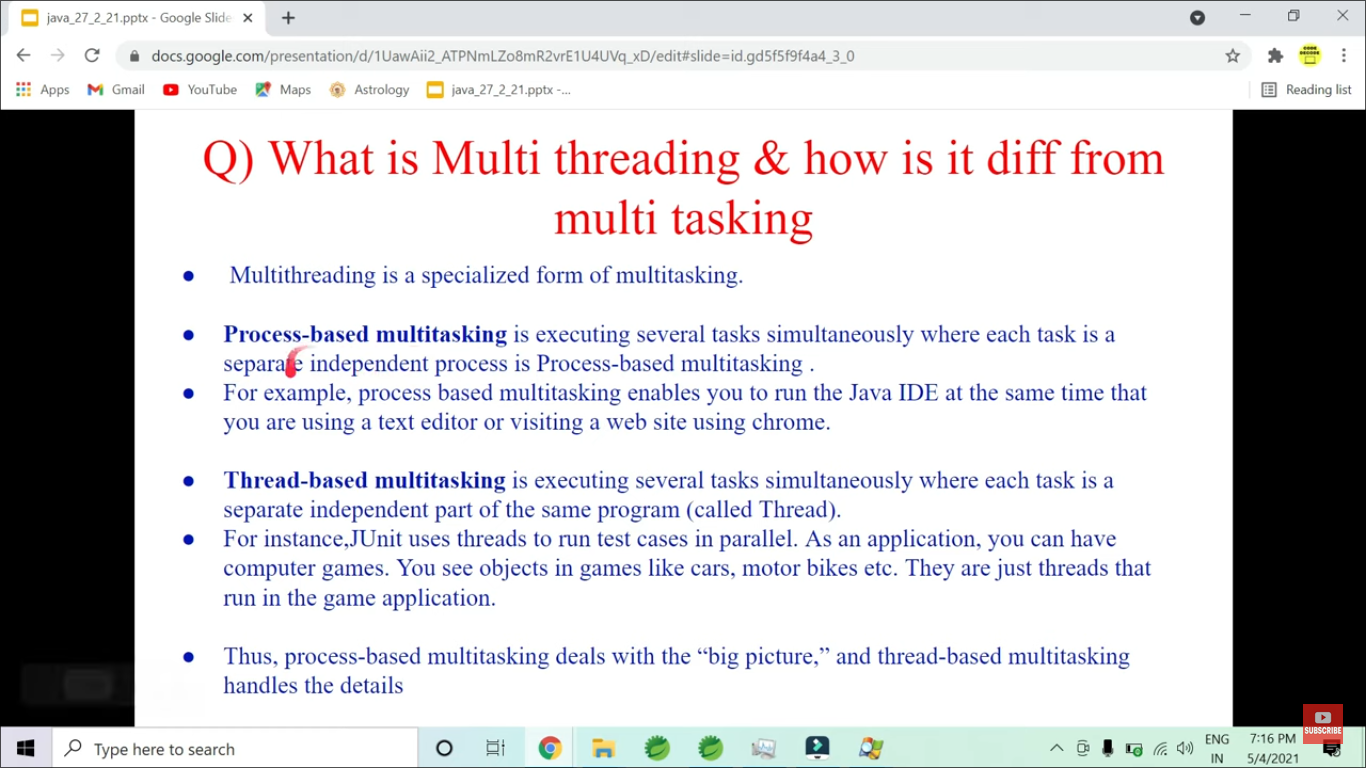 java_27_2_21.pptx - Google Slide
docs.google.com/presentation/d/1UawAii2_ATPNmLZo8mR2vrE1U4UVq_xD/edit#slide=id.gd5f5f9f4a4_3_0
CODE DECODE
Apps Gmail YouTube Maps Astrology java_27_2_21.pptx -... Reading list
Q) What is Multi threading & how is it diff from
multi tasking
● Multithreading is a specialized form of multitasking.
● Process-based multitasking is executing several tasks simultaneously where each task is a
separate independent process is Process-based multitasking .
● For example, process based multitasking enables you to run the Java IDE at the same time that
you are using a text editor or visiting a web site using chrome.
● Thread-based multitasking is executing several tasks simultaneously where each task is a
separate independent part of the same program (called Thread).
● For instance,JUnit uses threads to run test cases in parallel. As an application, you can have
computer games. You see objects in games like cars, motor bikes etc. They are just threads that
run in the game application.
● Thus, process-based multitasking deals with the “big picture,” and thread-based multitasking
handles the details
SUBSCRIBE
Type here to search
ENG
IN
7:16 PM
5/4/2021